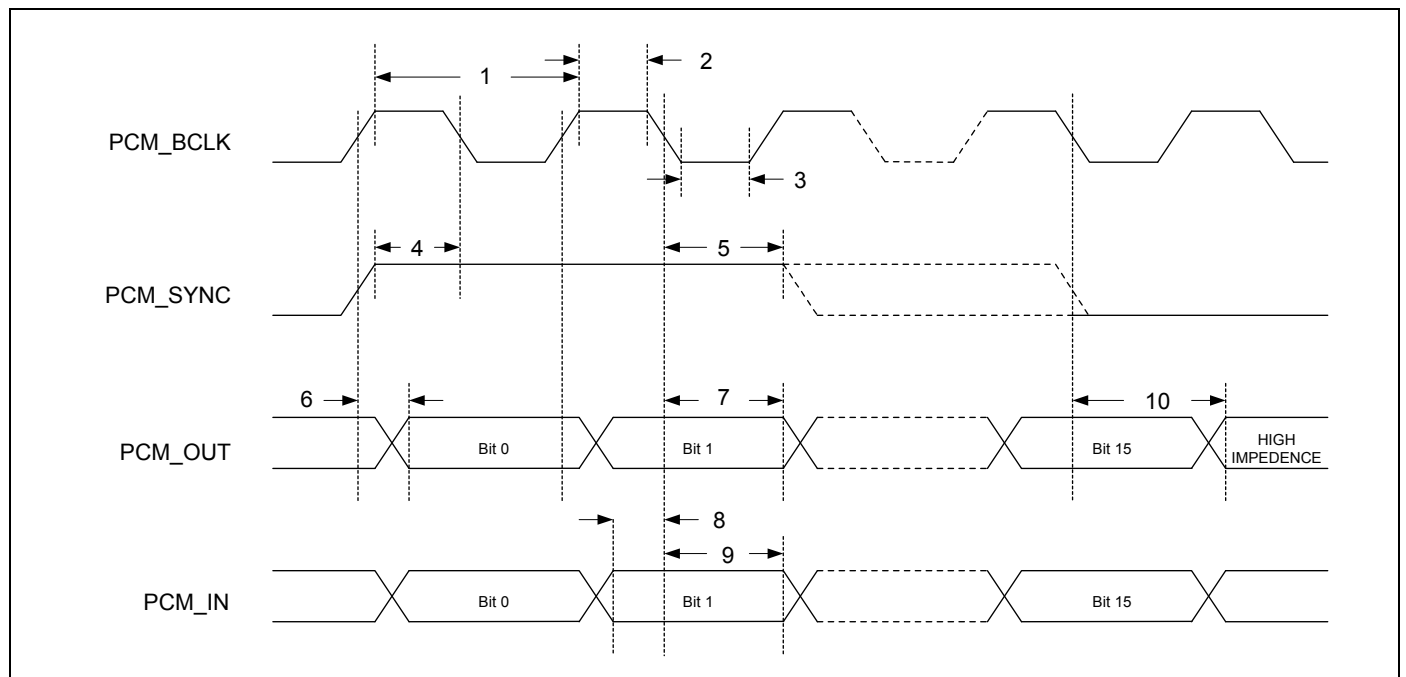 1
2
PCM_BCLK
3
4
5
PCM_SYNC
6
7
10
PCM_OUT
Bit 0
Bit 1
Bit 15
HIGH
IMPEDENCE
8
9
PCM_IN
Bit 0
Bit 1
Bit 15